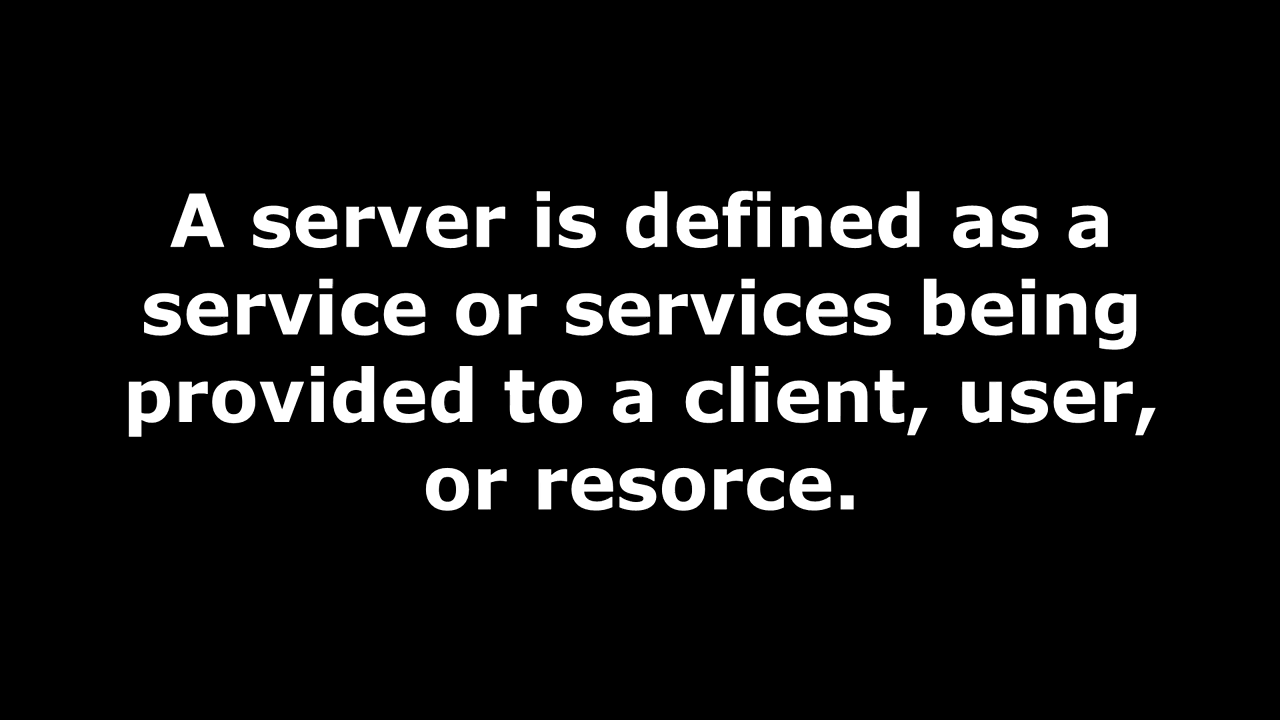 A server is defined as a
service or services being
provided to a client, user,
or resorce.